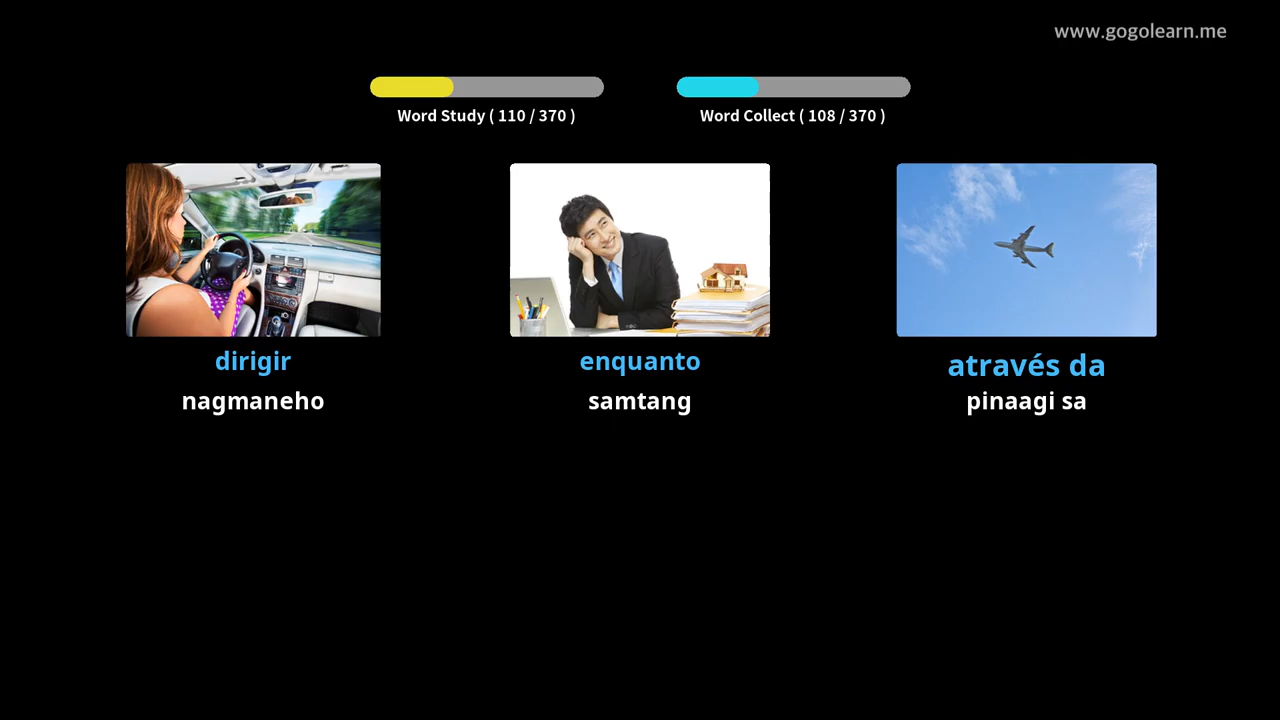 www.gogolearn.me
Word Study ( 110 / 370 )
Word Collect ( 108 / 370 )
dirigir
nagmaneho
enquanto
samtang
através da
pinaagi sa